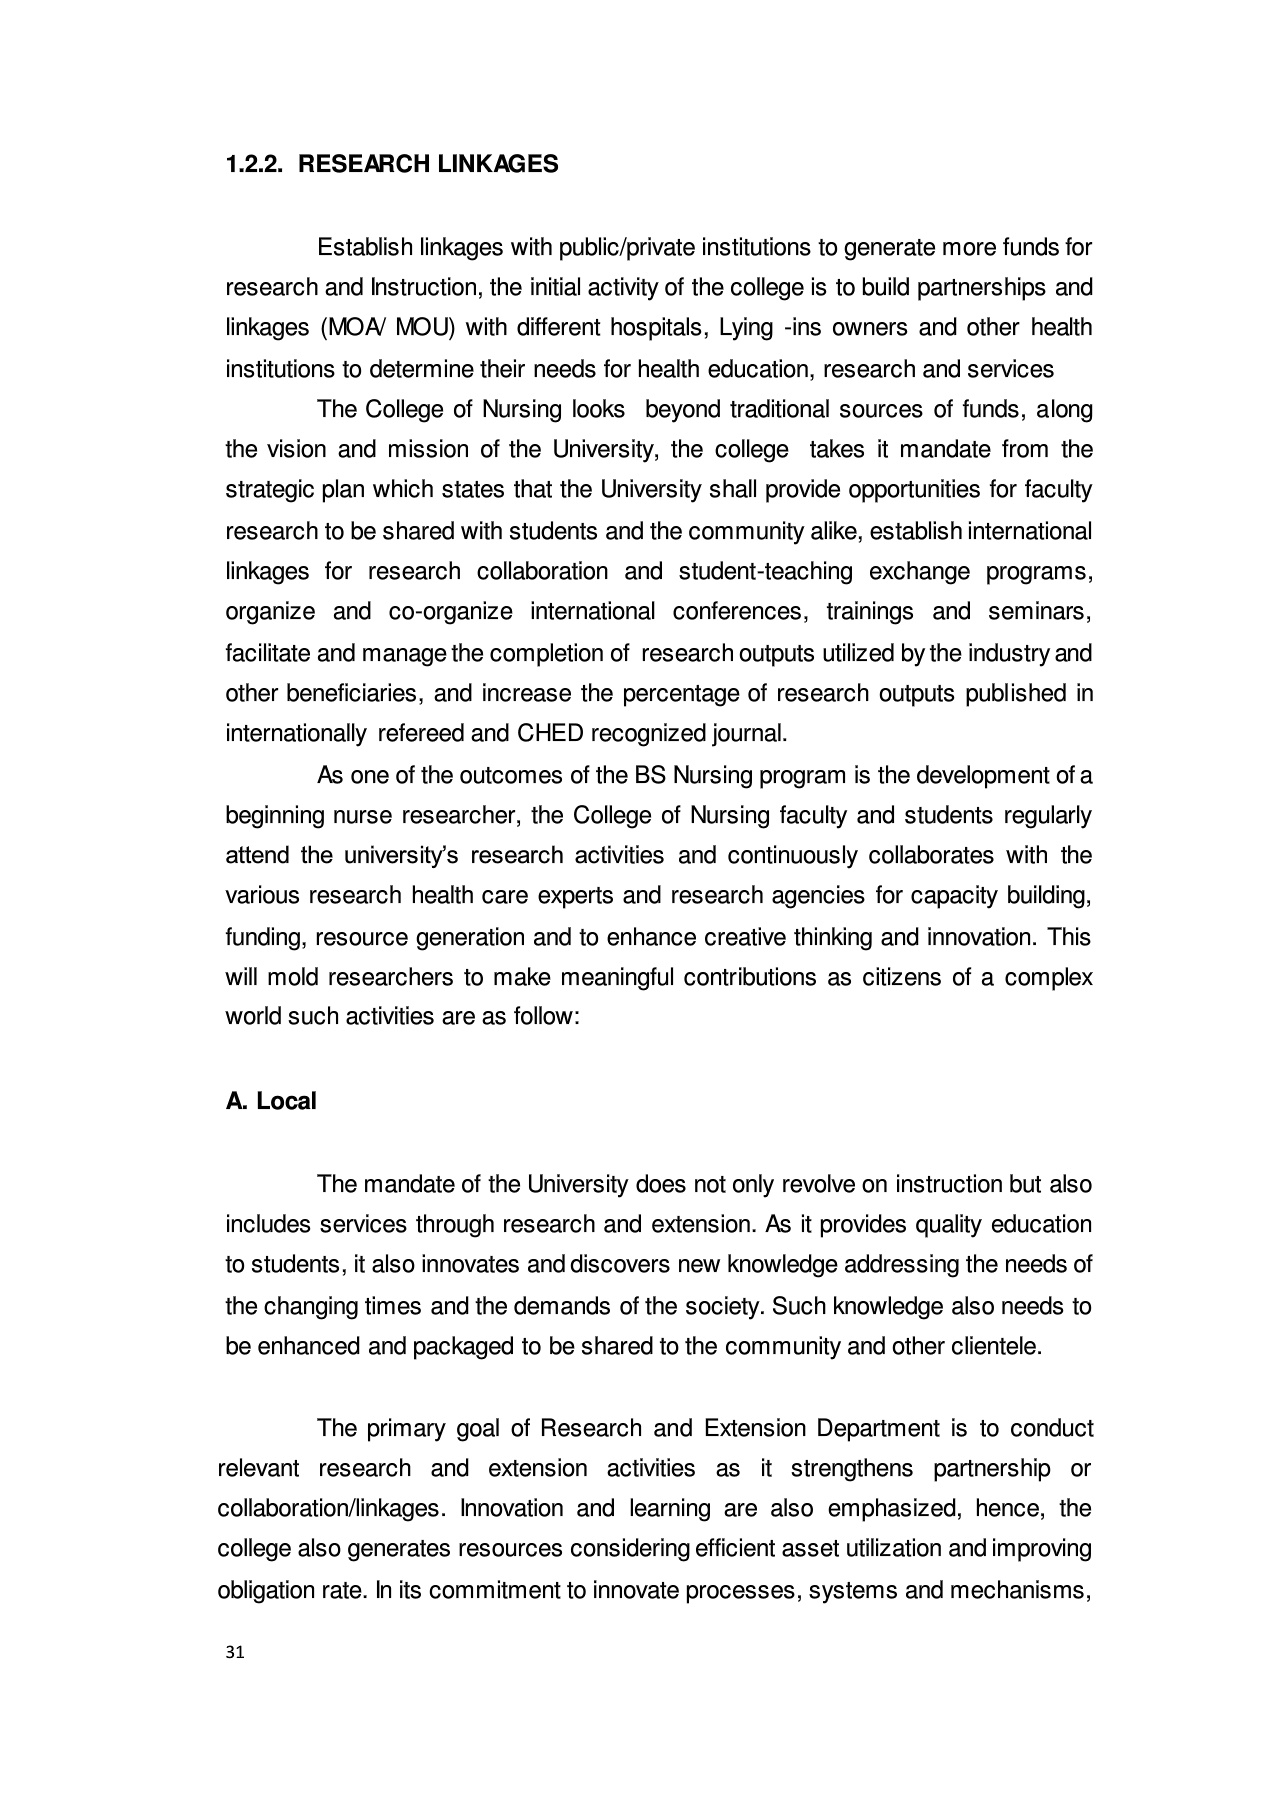 1.2.2. RESEARCH LINKAGES
Establish linkages with public/private institutions to generate more funds for
research and Instruction, the initial activity of the college is to build partnerships and
linkages (MOA/ MOU) with different hospitals, Lying -ins owners and other health
institutions to determine their needs for health education, research and services
The College of Nursing looks beyond traditional sources of funds, along
the vision and mission of the University, the college takes it mandate from the
strategic plan which states that the University shall provide opportunities for faculty
research to be shared with students and the community alike, establish international
linkages for research collaboration and student-teaching exchange programs,
organize and co-organize international conferences, trainings and seminars,
facilitate and manage the completion of research outputs utilized by the industry and
other beneficiaries, and increase the percentage of research outputs published in
internationally refereed and CHED recognized journal.
As one of the outcomes of the BS Nursing program is the development of a
beginning nurse researcher, the College of Nursing faculty and students regularly
attend the university’s research activities and continuously collaborates with the
various research health care experts and research agencies for capacity building,
funding, resource generation and to enhance creative thinking and innovation. This
will mold researchers to make meaningful contributions as citizens of a complex
world such activities are as follow:
A. Local
The mandate of the University does not only revolve on instruction but also
includes services through research and extension. As it provides quality education
to students, it also innovates and discovers new knowledge addressing the needs of
the changing times and the demands of the society. Such knowledge also needs to
be enhanced and packaged to be shared to the community and other clientele.
The primary goal of Research and Extension Department is to conduct
relevant research and extension activities as it strengthens partnership or
collaboration/linkages. Innovation and learning are also emphasized, hence, the
college also generates resources considering efficient asset utilization and improving
obligation rate. In its commitment to innovate processes, systems and mechanisms,
31